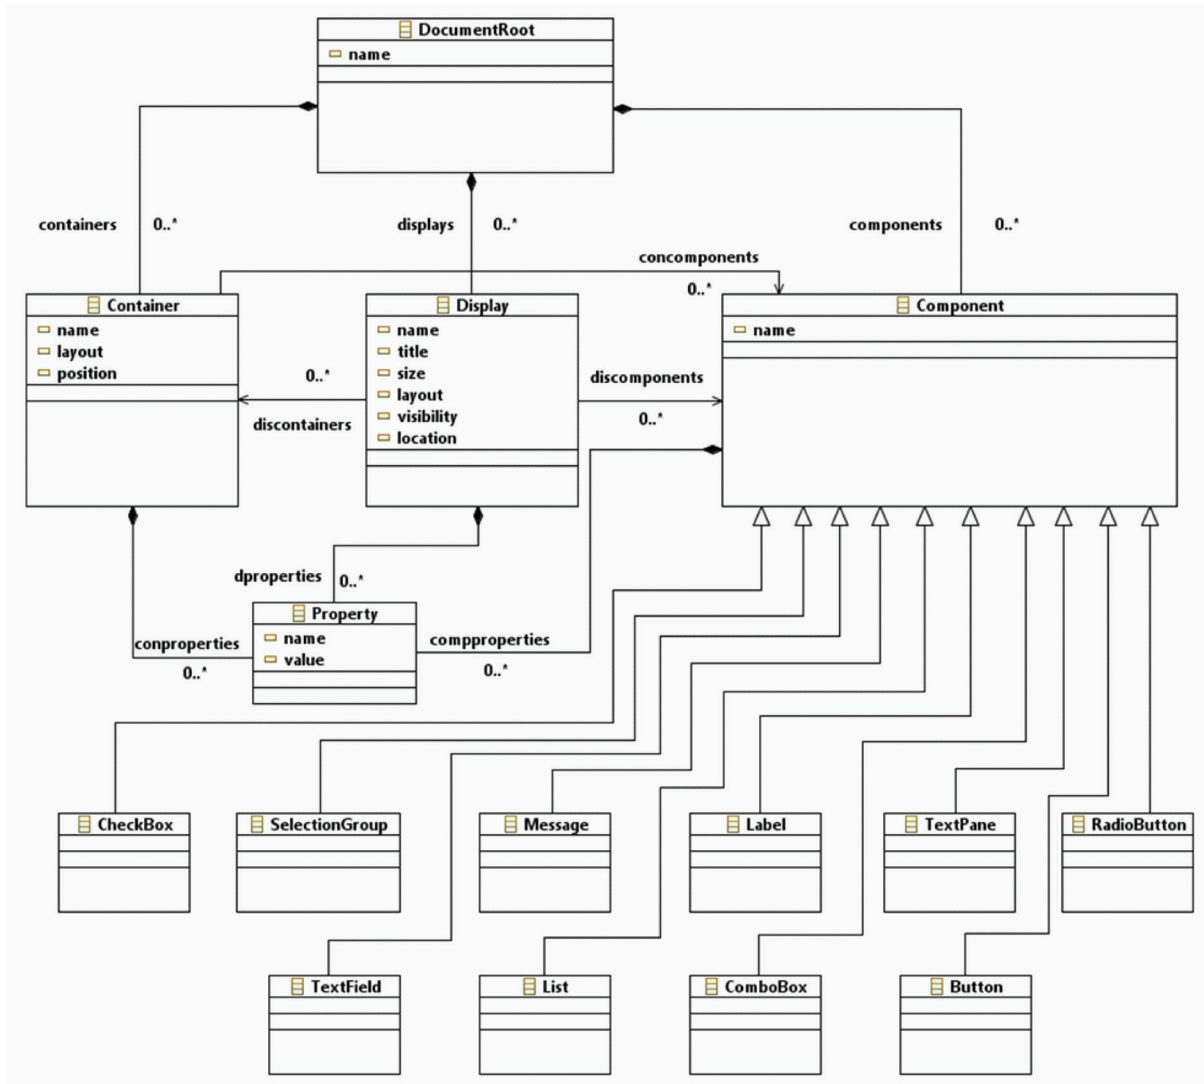 DocumentRoot
name
containers 0..*
displays 0..*
components 0..*
concomponents
0..*
Container
name
layout
position
Display
name
title
size
layout
visibility
location
Component
name
0..*
discontainers
discomponents
0..*
dproperties 0..*
Property
name
value
conproperties
0..*
compproperties
0..*
CheckBox
SelectionGroup
Message
Label
TextPane
RadioButton
TextField
List
ComboBox
Button